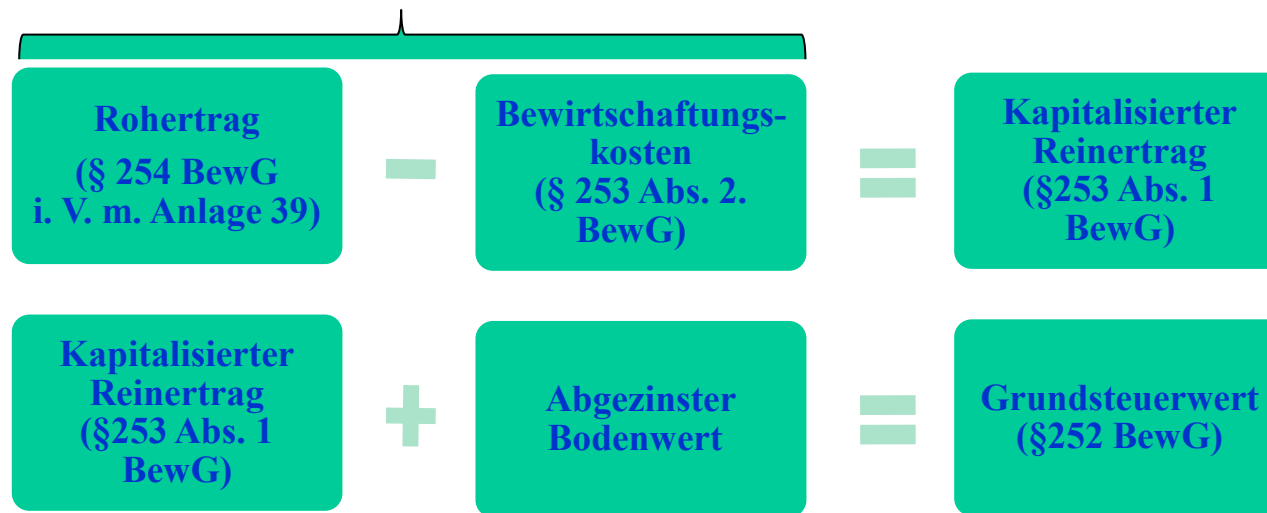 Rohertrag
(§ 254 BewG
i. V. m. Anlage 39)
Bewirtschaftungs-
kosten
(§ 253 Abs. 2.
BewG)
Kapitalisierter
Reinertrag
(§253 Abs. 1
BewG)
Kapitalisierter
Reinertrag
(§253 Abs. 1
BewG)
Abgezinster
Bodenwert
Grundsteuerwert
(§252 BewG)